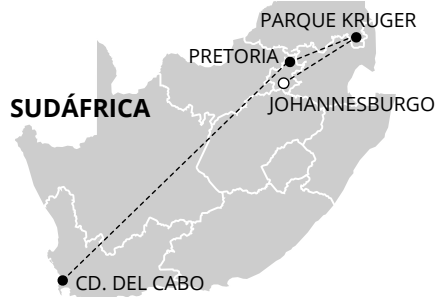 PARQUE KRUGER
PRETORIA
SUDÁFRICA
JOHANNESBURGO
CD. DEL CABO